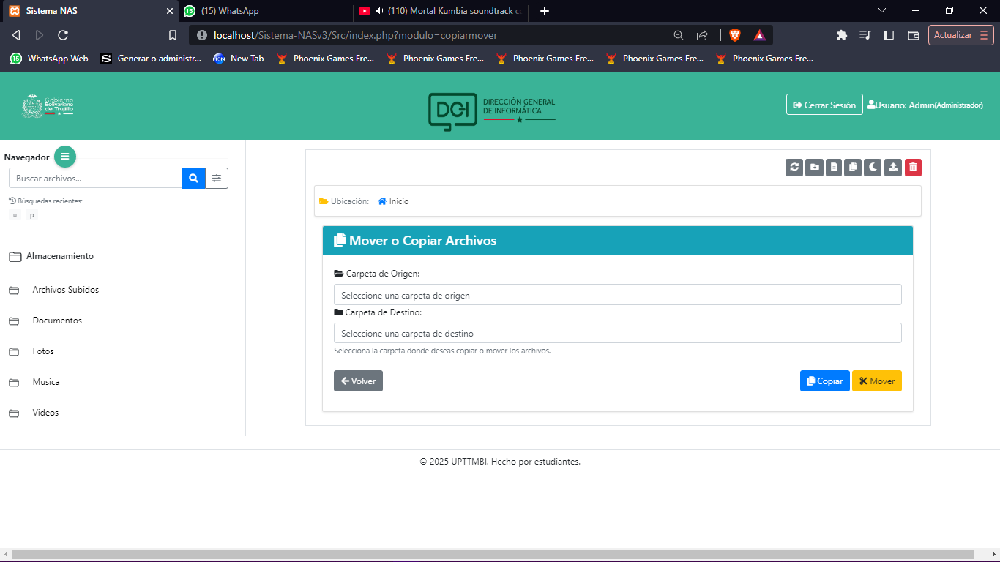 Sistema NAS
(15) WhatsApp
(110) Mortal Kumbia soundtrack c
localhost/Sistema-NASv3/Src/index.php?modulo=copiarmover
Actualizar
15 WhatsApp Web
S Generar o administr...
New Tab
Phoenix Games Fre...
Phoenix Games Fre...
Phoenix Games Fre...
Phoenix Games Fre...
Phoenix Games Fre...
Gobierno
Bolivariano
de Trujillo
DGI
DIRECCIÓN GENERAL
DE INFORMÁTICA
Cerrar Sesión
Usuario: Admin(Administrador)
Navegador
Buscar archivos...
Búsquedas recientes:
u p
Almacenamiento
Archivos Subidos
Documentos
Fotos
Musica
Videos
Ubicación: Inicio
Mover o Copiar Archivos
Carpeta de Origen:
Seleccione una carpeta de origen
Carpeta de Destino:
Seleccione una carpeta de destino
Selecciona la carpeta donde deseas copiar o mover los archivos.
Volver
Copiar
Mover
© 2025 UPTTMBI. Hecho por estudiantes.